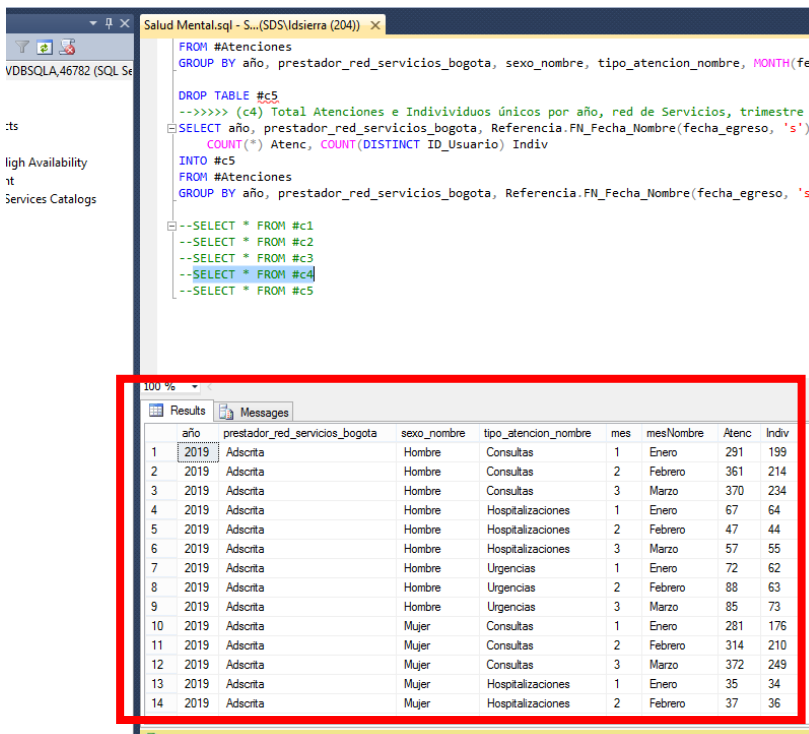 Salud Mental.sql - S...(SDS\Idsierra (204))
VDBSQLA,46782 (SQL Se
cts
High Availability
nt
Services Catalogs
FROM #Atenciones
GROUP BY año, prestador_red_servicios_bogota, sexo_nombre, tipo_atencion_nombre, MONTH(fe
DROP TABLE #c5
-->>>>> (c4) Total Atenciones e Indivividuos únicos por año, red de Servicios, trimestre
SELECT año, prestador_red_servicios_bogota, Referencia.FN_Fecha_Nombre(fecha_egreso, 's')
COUNT(*) Atenc, COUNT(DISTINCT ID_Usuario) Indiv
INTO #c5
FROM #Atenciones
GROUP BY año, prestador_red_servicios_bogota, Referencia.FN_Fecha_Nombre(fecha_egreso, 's
--SELECT * FROM #c1
--SELECT * FROM #c2
--SELECT * FROM #c3
--SELECT * FROM #c4
--SELECT * FROM #c5
100 %
Results Messages
año prestador_red_servicios_bogota sexo_nombre tipo_atencion_nombre mes mesNombre Atenc Indiv
1 2019 Adscrita Hombre Consultas 1 Enero 291 199
2 2019 Adscrita Hombre Consultas 2 Febrero 361 214
3 2019 Adscrita Hombre Consultas 3 Marzo 370 234
4 2019 Adscrita Hombre Hospitalizaciones 1 Enero 67 64
5 2019 Adscrita Hombre Hospitalizaciones 2 Febrero 47 44
6 2019 Adscrita Hombre Hospitalizaciones 3 Marzo 57 55
7 2019 Adscrita Hombre Urgencias 1 Enero 72 62
8 2019 Adscrita Hombre Urgencias 2 Febrero 88 63
9 2019 Adscrita Hombre Urgencias 3 Marzo 85 73
10 2019 Adscrita Mujer Consultas 1 Enero 281 176
11 2019 Adscrita Mujer Consultas 2 Febrero 314 210
12 2019 Adscrita Mujer Consultas 3 Marzo 372 249
13 2019 Adscrita Mujer Hospitalizaciones 1 Enero 35 34
14 2019 Adscrita Mujer Hospitalizaciones 2 Febrero 37 36